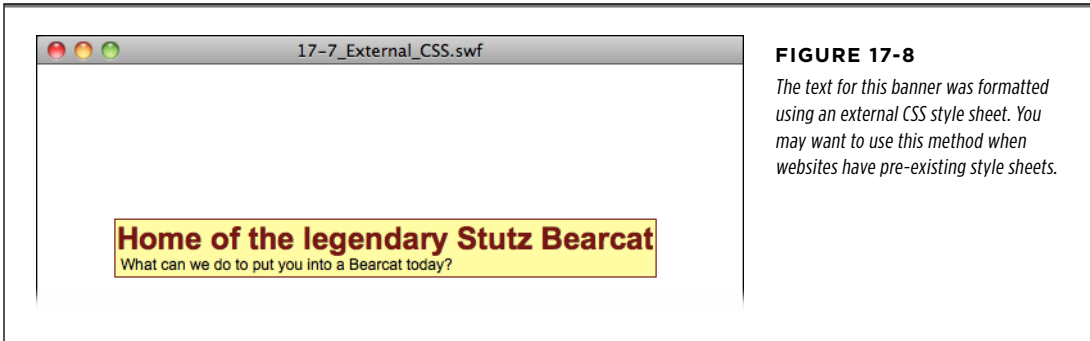 17-7_External_CSS.swf
Home of the legendary Stutz Bearcat
What can we do to put you into a Bearcat today?
FIGURE 17-8
The text for this banner was formatted
using an external CSS style sheet. You
may want to use this method when
websites have pre-existing style sheets.